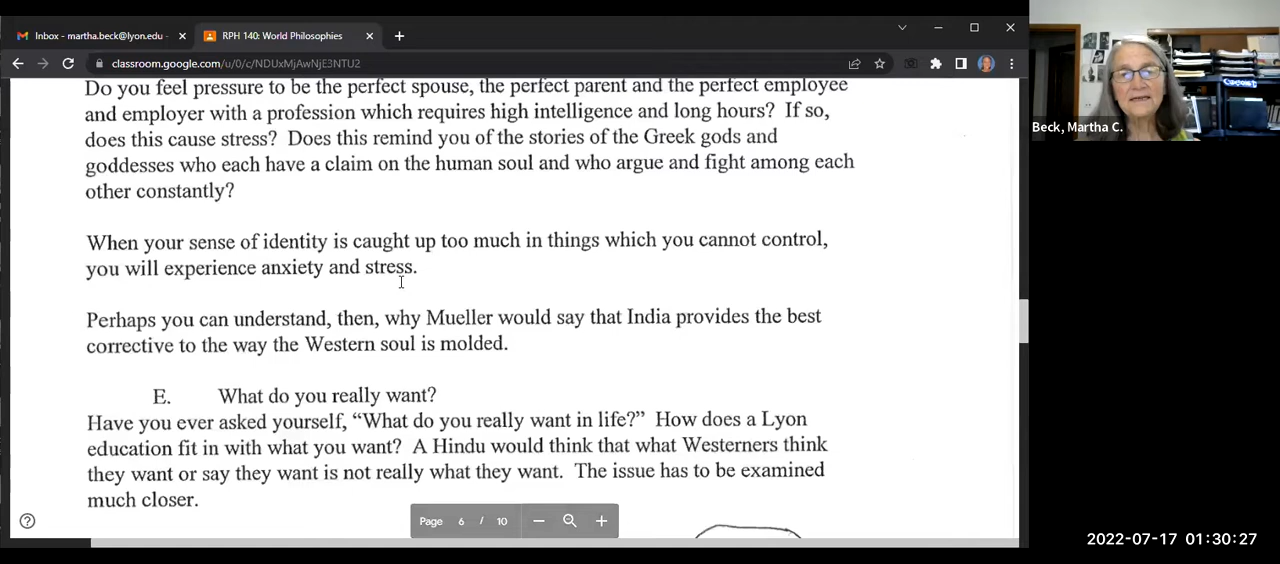 Inbox - martha.beck@lyon.edu -
RPH 140: World Philosophies
classroom.google.com/u/0/c/NDUxMjAwNjE3NTU2
Do you feel pressure to be the perfect spouse, the perfect parent and the perfect employee
and employer with a profession which requires high intelligence and long hours? If so,
does this cause stress? Does this remind you of the stories of the Greek gods and
goddesses who each have a claim on the human soul and who argue and fight among each
other constantly?
When your sense of identity is caught up too much in things which you cannot control,
you will experience anxiety and stress.
Perhaps you can understand, then, why Mueller would say that India provides the best
corrective to the way the Western soul is molded.
E. What do you really want?
Have you ever asked yourself, “What do you really want in life?” How does a Lyon
education fit in with what you want? A Hindu would think that what Westerners think
they want or say they want is not really what they want. The issue has to be examined
much closer.
Page 6 / 10
Beck, Martha C.
2022-07-17 01:30:27